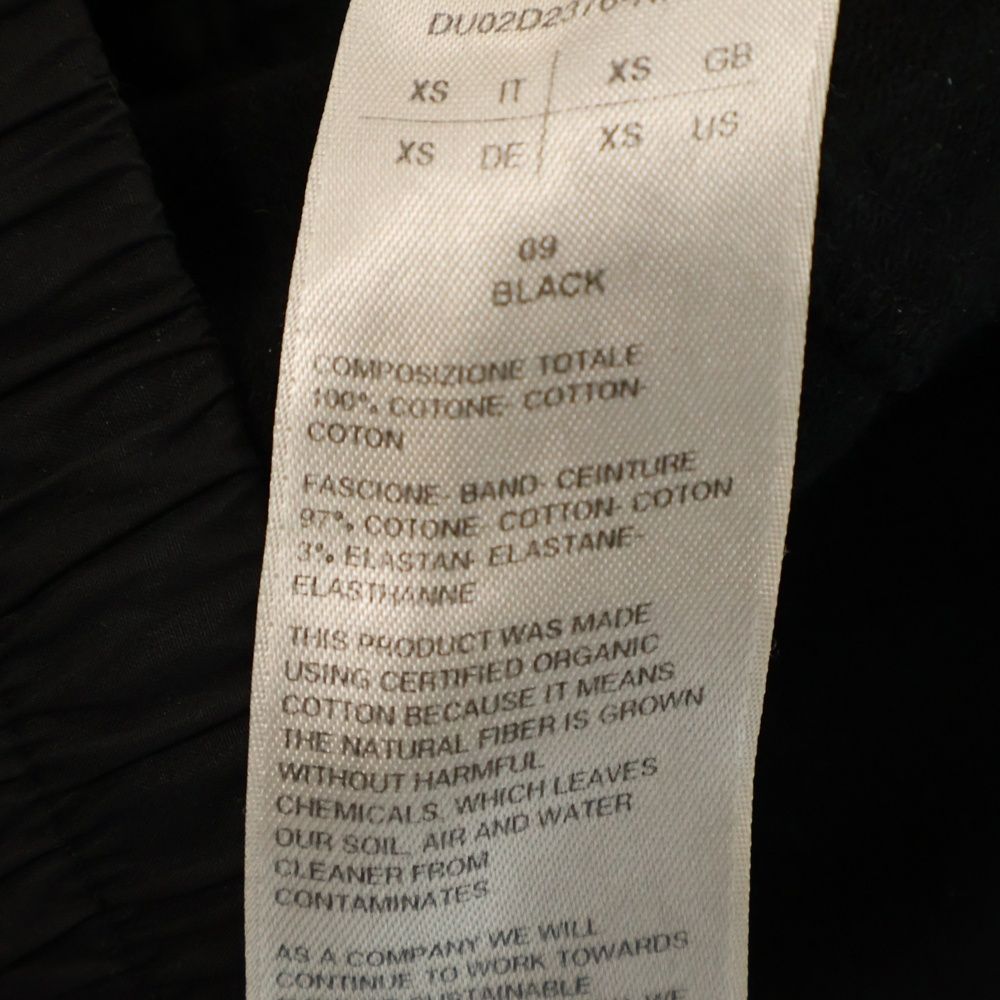 DU02D2376-
XS IT XS GB
XS DE XS US
09
BLACK
COMPOSIZIONE TOTALE
100% COTONE- COTTON-
COTON
FASCIONE- BAND- CEINTURE
97% COTONE- COTTON- COTON
3% ELASTAN- ELASTANE-
ELASTHANNE
THIS PRODUCT WAS MADE
USING CERTIFIED ORGANIC
COTTON BECAUSE IT MEANS
THE NATURAL FIBER IS GROWN
WITHOUT HARMFUL
CHEMICALS, WHICH LEAVES
OUR SOIL, AIR AND WATER
CLEANER FROM
CONTAMINATES
AS A COMPANY WE WILL
CONTINUE TO WORK TOWARDS
SUSTAINABLE
WE